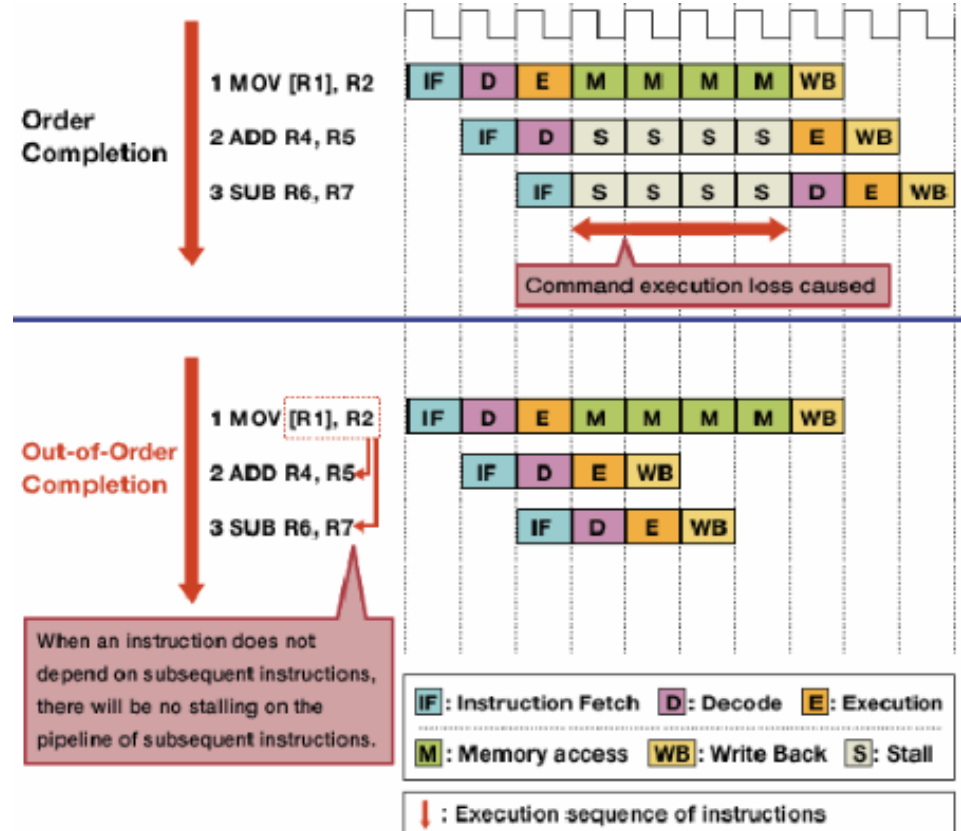 Order
Completion
1 MOV [R1], R2
IF D E M M M M WB
2 ADD R4, R5
IF D S S S S E WB
3 SUB R6, R7
IF S S S S D E WB
Command execution loss caused
Out-of-Order
Completion
1 MOV [R1], R2
IF D E M M M M WB
2 ADD R4, R5
IF D E WB
3 SUB R6, R7
IF D E WB
When an instruction does not
depend on subsequent instructions,
there will be no stalling on the
pipeline of subsequent instructions.
IF : Instruction Fetch D : Decode E : Execution
M : Memory access WB : Write Back S : Stall
: Execution sequence of instructions